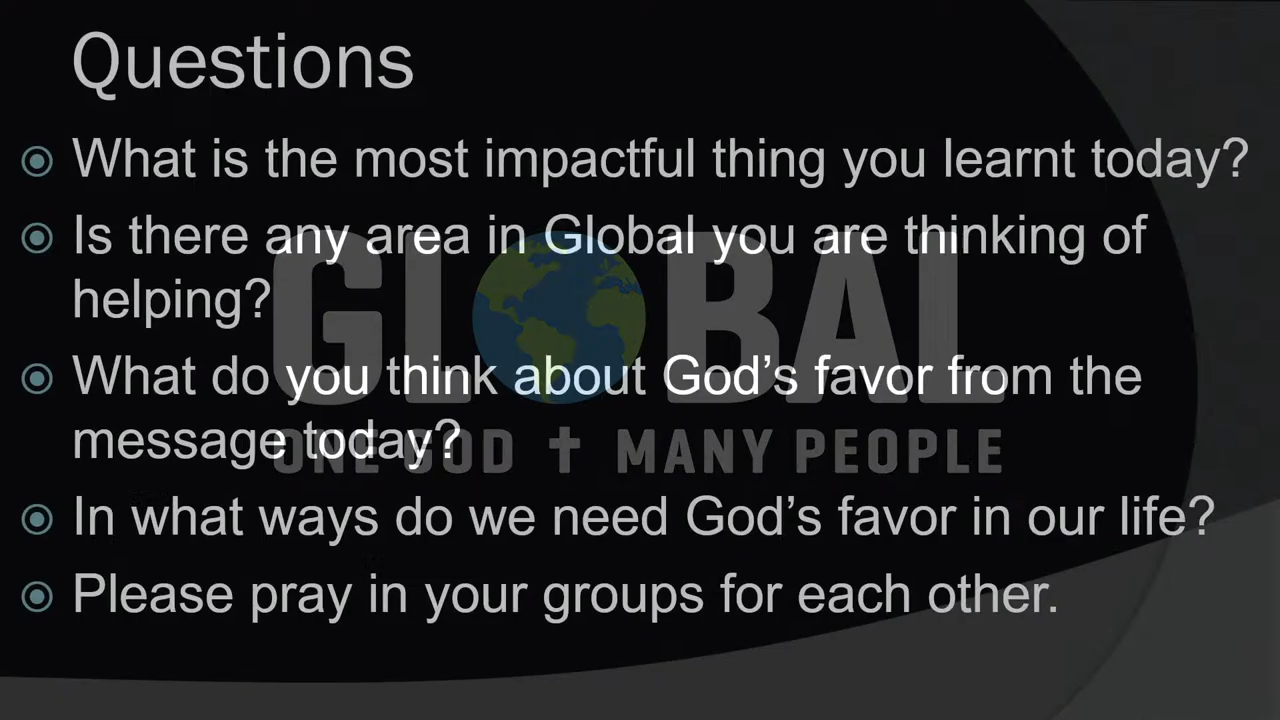 Questions
What is the most impactful thing you learnt today?
Is there any area in Global you are thinking of
helping?
What do you think about God's favor from the
message today?
In what ways do we need God's favor in our life?
Please pray in your groups for each other.
GLOBAL
ONE GOD ✝ MANY PEOPLE